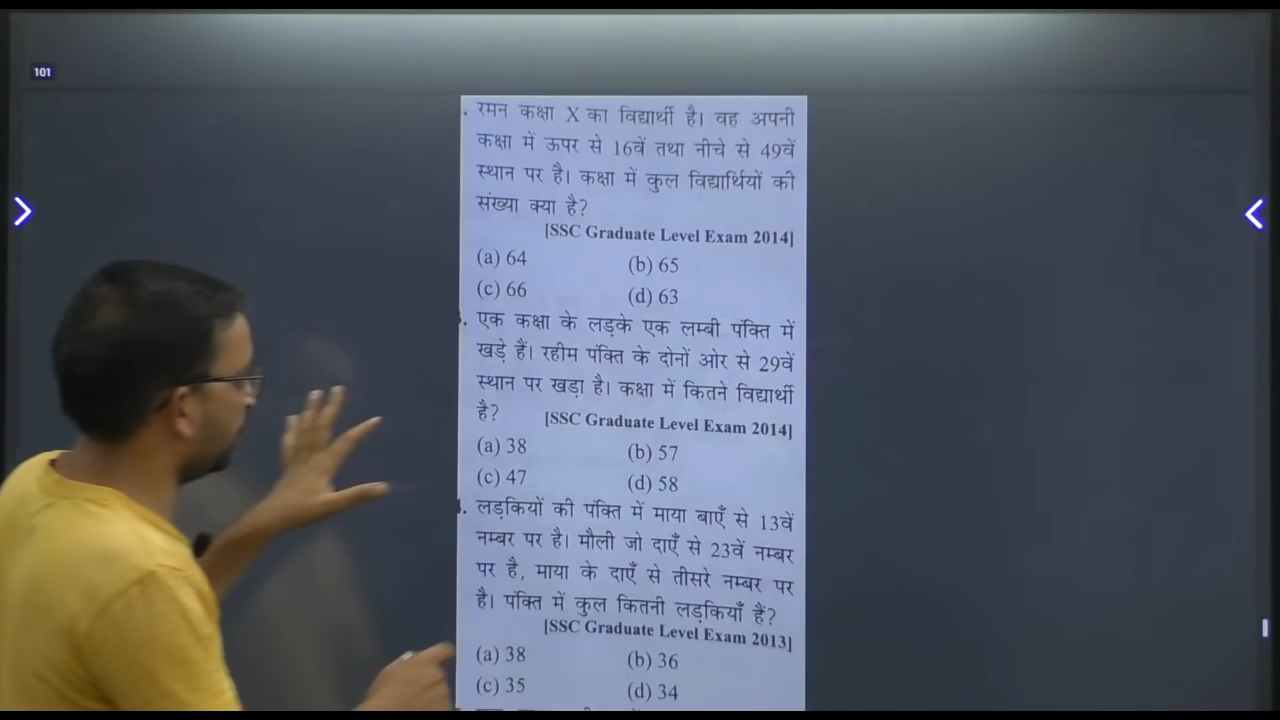 101
. रमन कक्षा X का विद्यार्थी है। वह अपनी
कक्षा में ऊपर से 16वें तथा नीचे से 49वें
स्थान पर है। कक्षा में कुल विद्यार्थियों की
संख्या क्या है?
[SSC Graduate Level Exam 2014]
(a) 64 (b) 65
(c) 66 (d) 63
. एक कक्षा के लड़के एक लम्बी पंक्ति में
खड़े हैं। रहीम पंक्ति के दोनों ओर से 29वें
स्थान पर खड़ा है। कक्षा में कितने विद्यार्थी
है? [SSC Graduate Level Exam 2014]
(a) 38 (b) 57
(c) 47 (d) 58
. लड़कियों की पंक्ति में माया बाएँ से 13वें
नम्बर पर है। मौली जो दाएँ से 23वें नम्बर
पर है, माया के दाएँ से तीसरे नम्बर पर
है। पंक्ति में कुल कितनी लड़कियाँ हैं?
[SSC Graduate Level Exam 2013]
(a) 38 (b) 36
(c) 35 (d) 34